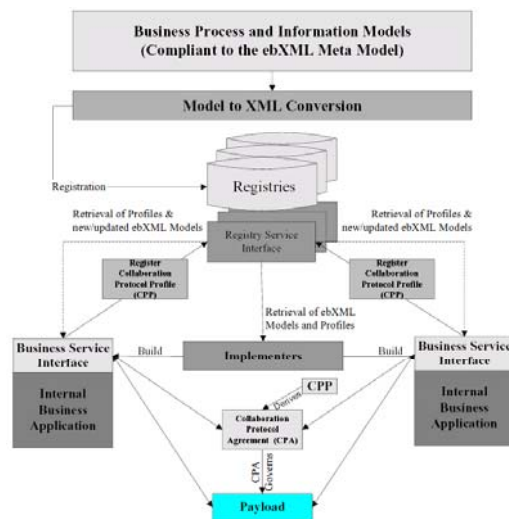 Business Process and Information Models
(Compliant to the ebXML Meta Model)
Model to XML Conversion
Registration
Registries
Retrieval of Profiles &
new/updated ebXML Models
Retrieval of Profiles &
new/updated ebXML Models
Registry Service
Interface
Register
Collaboration
Protocol Profile
(CPP)
Register
Collaboration
Protocol Profile
(CPP)
Retrieval of ebXML
Models and Profiles
Business Service
Interface
Build
Implementers
Build
Business Service
Interface
Internal
Business
Application
Internal
Business
Application
CPP
Derives
Collaboration
Protocol
Agreement (CPA)
CPA
Governs
Payload